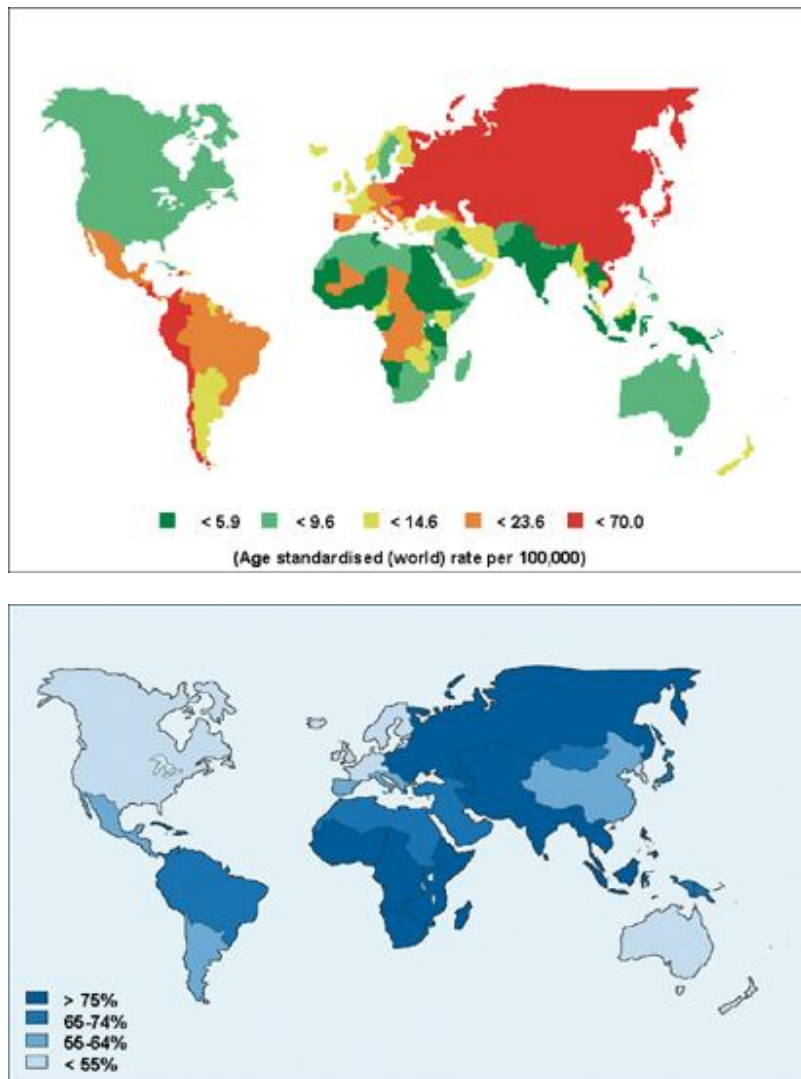 < 5.9 < 9.6 < 14.6 < 23.6 < 70.0
(Age standardised (world) rate per 100,000)
> 75%
65-74%
55-64%
< 55%